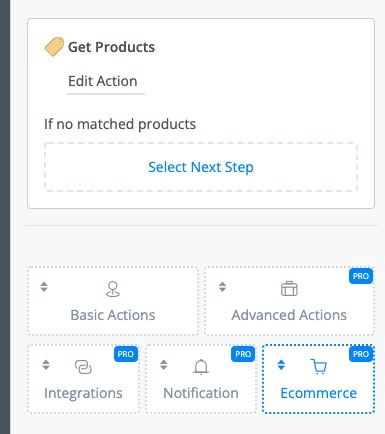 Get Products
Edit Action
If no matched products
Select Next Step
Basic Actions
PRO
Advanced Actions
PRO
Integrations
PRO
Notification
PRO
Ecommerce